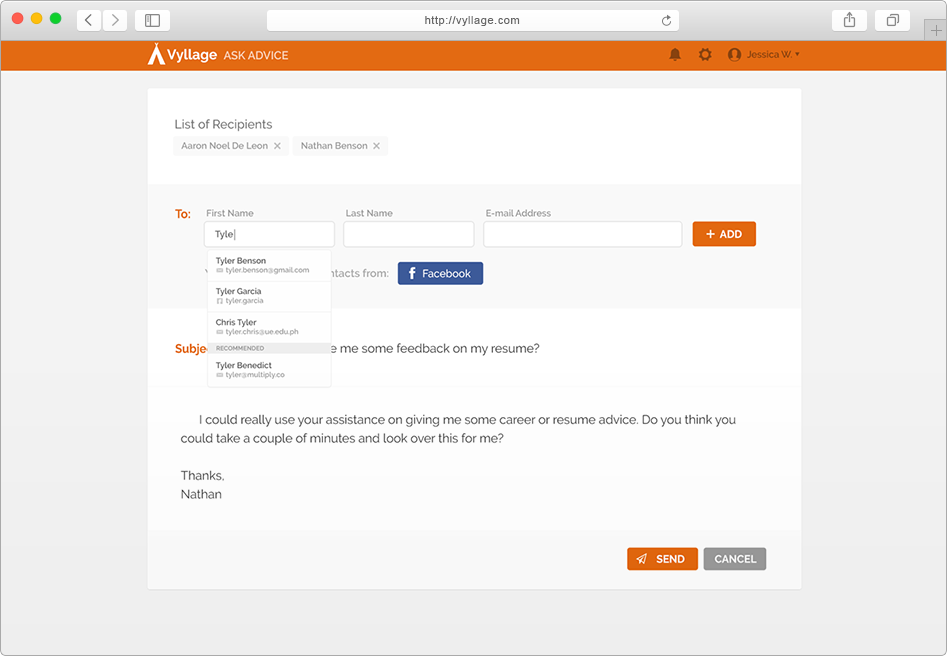 http://vyllage.com
Vyllage ASK ADVICE
Jessica W.
List of Recipients
Aaron Noel De Leon ✕ Nathan Benson ✕
To: First Name Last Name E-mail Address
Tyle
+ ADD
Tyler Benson
tyler.benson@gmail.com
ntacts from: Facebook
Tyler Garcia
tyler.garcia
Chris Tyler
tyler.chris@ue.edu.ph
RECOMMENDED
Subje e me some feedback on my resume?
Tyler Benedict
tyler@multiply.co
I could really use your assistance on giving me some career or resume advice. Do you think you
could take a couple of minutes and look over this for me?
Thanks,
Nathan
SEND CANCEL